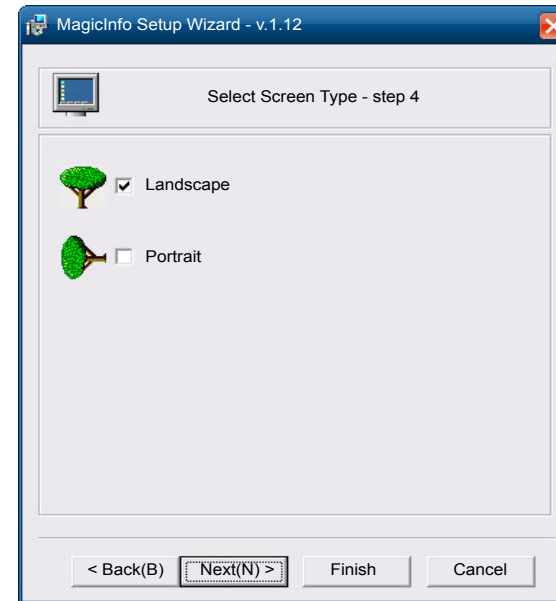 MagicInfo Setup Wizard - v.1.12
Select Screen Type - step 4
Landscape
Portrait
< Back(B) Next(N) > Finish Cancel